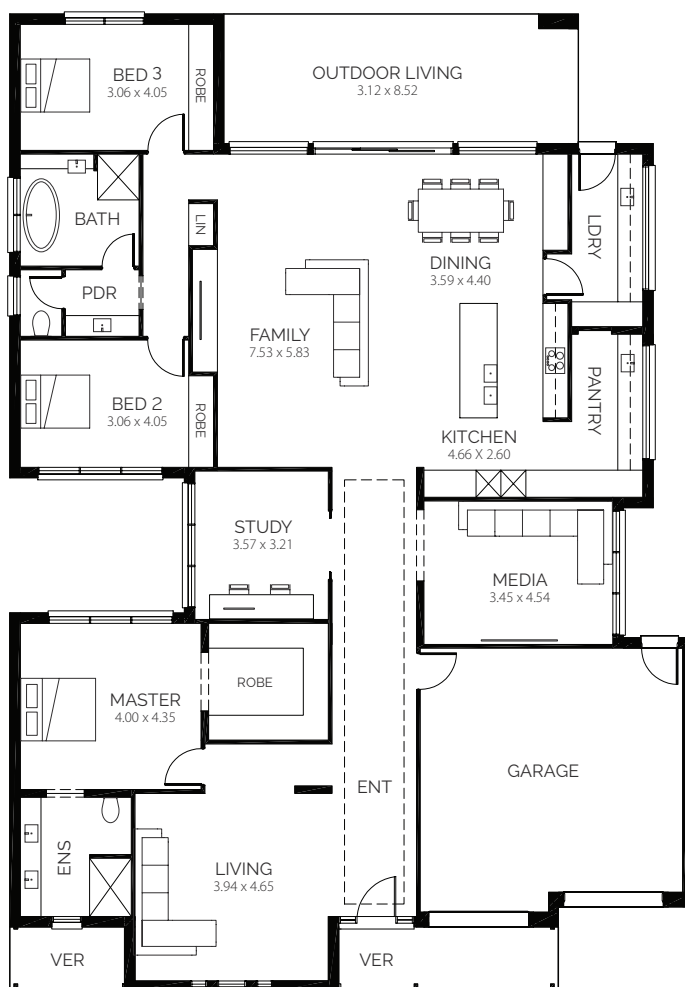 BED 3
3.06 x 4.05
ROBE
OUTDOOR LIVING
3.12 x 8.52
BATH
LIN
LDRY
DINING
3.59 x 4.40
PDR
FAMILY
7.53 x 5.83
PANTRY
BED 2
3.06 x 4.05
ROBE
KITCHEN
4.66 X 2.60
STUDY
3.57 x 3.21
MEDIA
3.45 x 4.54
ROBE
MASTER
4.00 x 4.35
GARAGE
ENT
ENS
LIVING
3.94 x 4.65
VER
VER